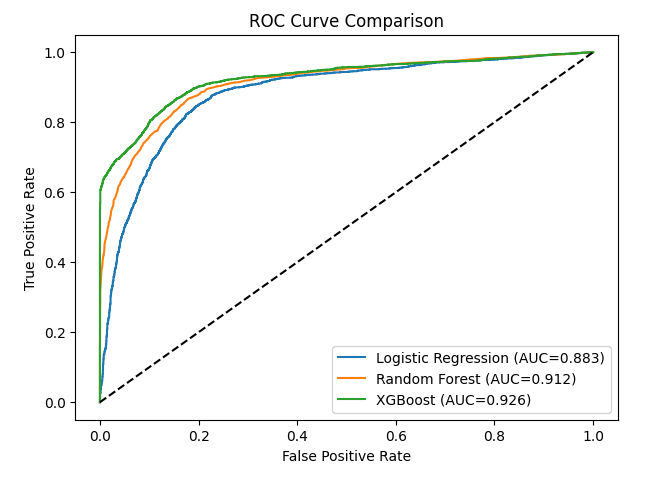 ROC Curve Comparison
1.0
0.8
0.6
0.4
0.2
0.0
True Positive Rate
Logistic Regression (AUC=0.883)
Random Forest (AUC=0.912)
XGBoost (AUC=0.926)
0.0 0.2 0.4 0.6 0.8 1.0
False Positive Rate